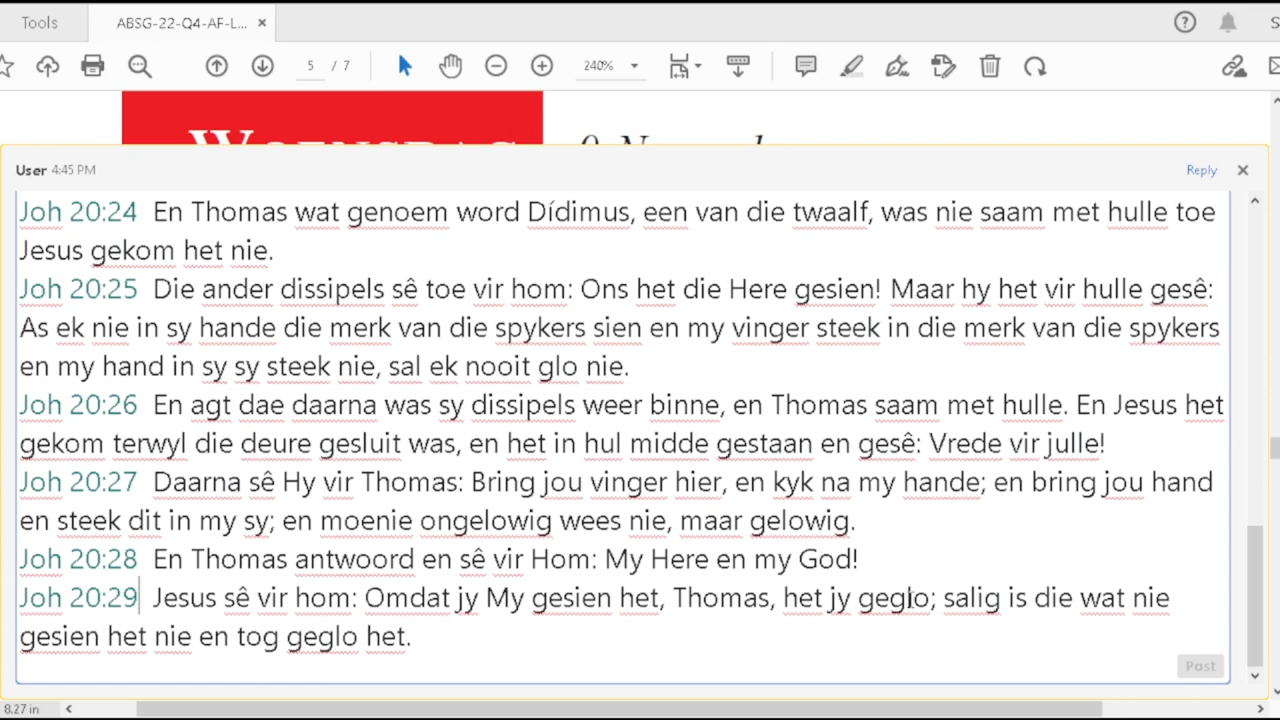 Tools ABSG-22-Q4-AF-L... ×
5 / 7 240%
User 4:45 PM Reply
Joh 20:24 En Thomas wat genoem word Dídimus, een van die twaalf, was nie saam met hulle toe
Jesus gekom het nie.
Joh 20:25 Die ander dissipels sê toe vir hom: Ons het die Here gesien! Maar hy het vir hulle gesê:
As ek nie in sy hande die merk van die spykers sien en my vinger steek in die merk van die spykers
en my hand in sy sy steek nie, sal ek nooit glo nie.
Joh 20:26 En agt dae daarna was sy dissipels weer binne, en Thomas saam met hulle. En Jesus het
gekom terwyl die deure gesluit was, en het in hul midde gestaan en gesê: Vrede vir julle!
Joh 20:27 Daarna sê Hy vir Thomas: Bring jou vinger hier, en kyk na my hande; en bring jou hand
en steek dit in my sy; en moenie ongelowig wees nie, maar gelowig.
Joh 20:28 En Thomas antwoord en sê vir Hom: My Here en my God!
Joh 20:29 Jesus sê vir hom: Omdat jy My gesien het, Thomas, het jy geglo; salig is die wat nie
gesien het nie en tog geglo het.
Post
8.27 in